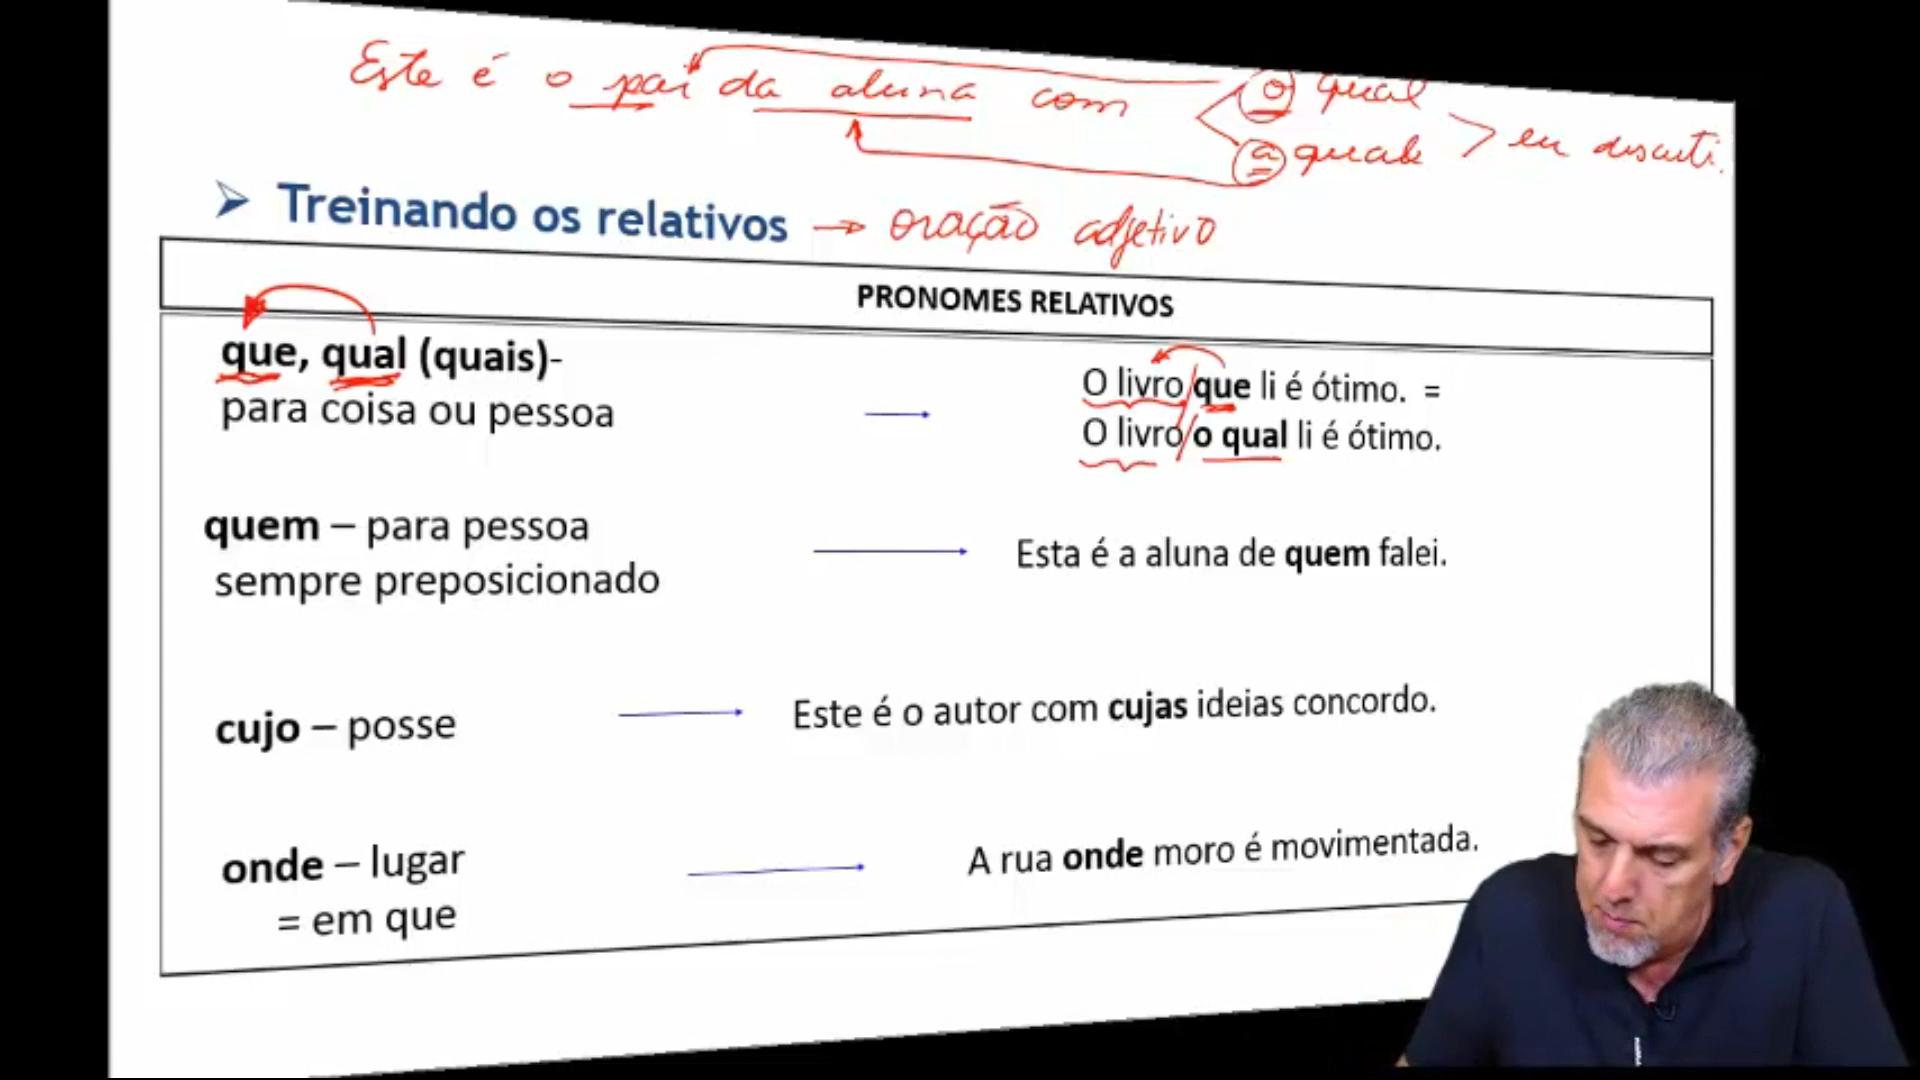 Este é o pai da aluna com o qual
a qual > eu discuti.
➤ Treinando os relativos → oração adjetiva
PRONOMES RELATIVOS
que, qual (quais)-
para coisa ou pessoa
O livro/que li é ótimo. =
O livro/o qual li é ótimo.
quem – para pessoa
sempre preposicionado
Esta é a aluna de quem falei.
cujo – posse
Este é o autor com cujas ideias concordo.
onde – lugar
= em que
A rua onde moro é movimentada.